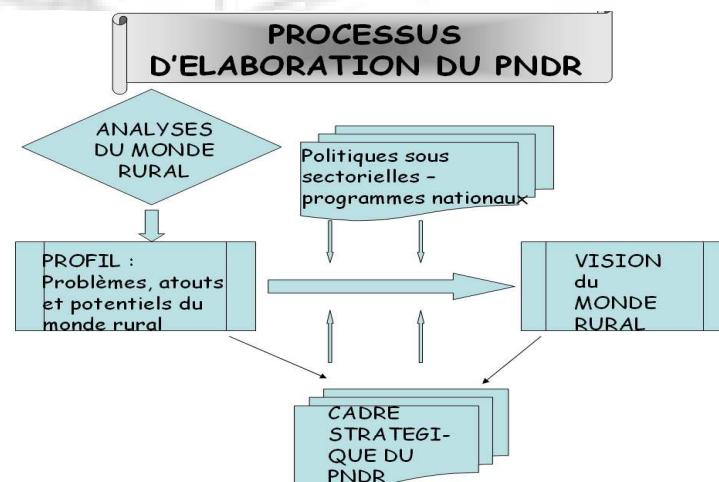 PROCESSUS
D'ELABORATION DU PNDR
ANALYSES
DU MONDE
RURAL
Politiques sous
sectorielles –
programmes nationaux
PROFIL :
Problèmes, atouts
et potentiels du
monde rural
VISION
du
MONDE
RURAL
CADRE
STRATEGI-
QUE DU
PNDR